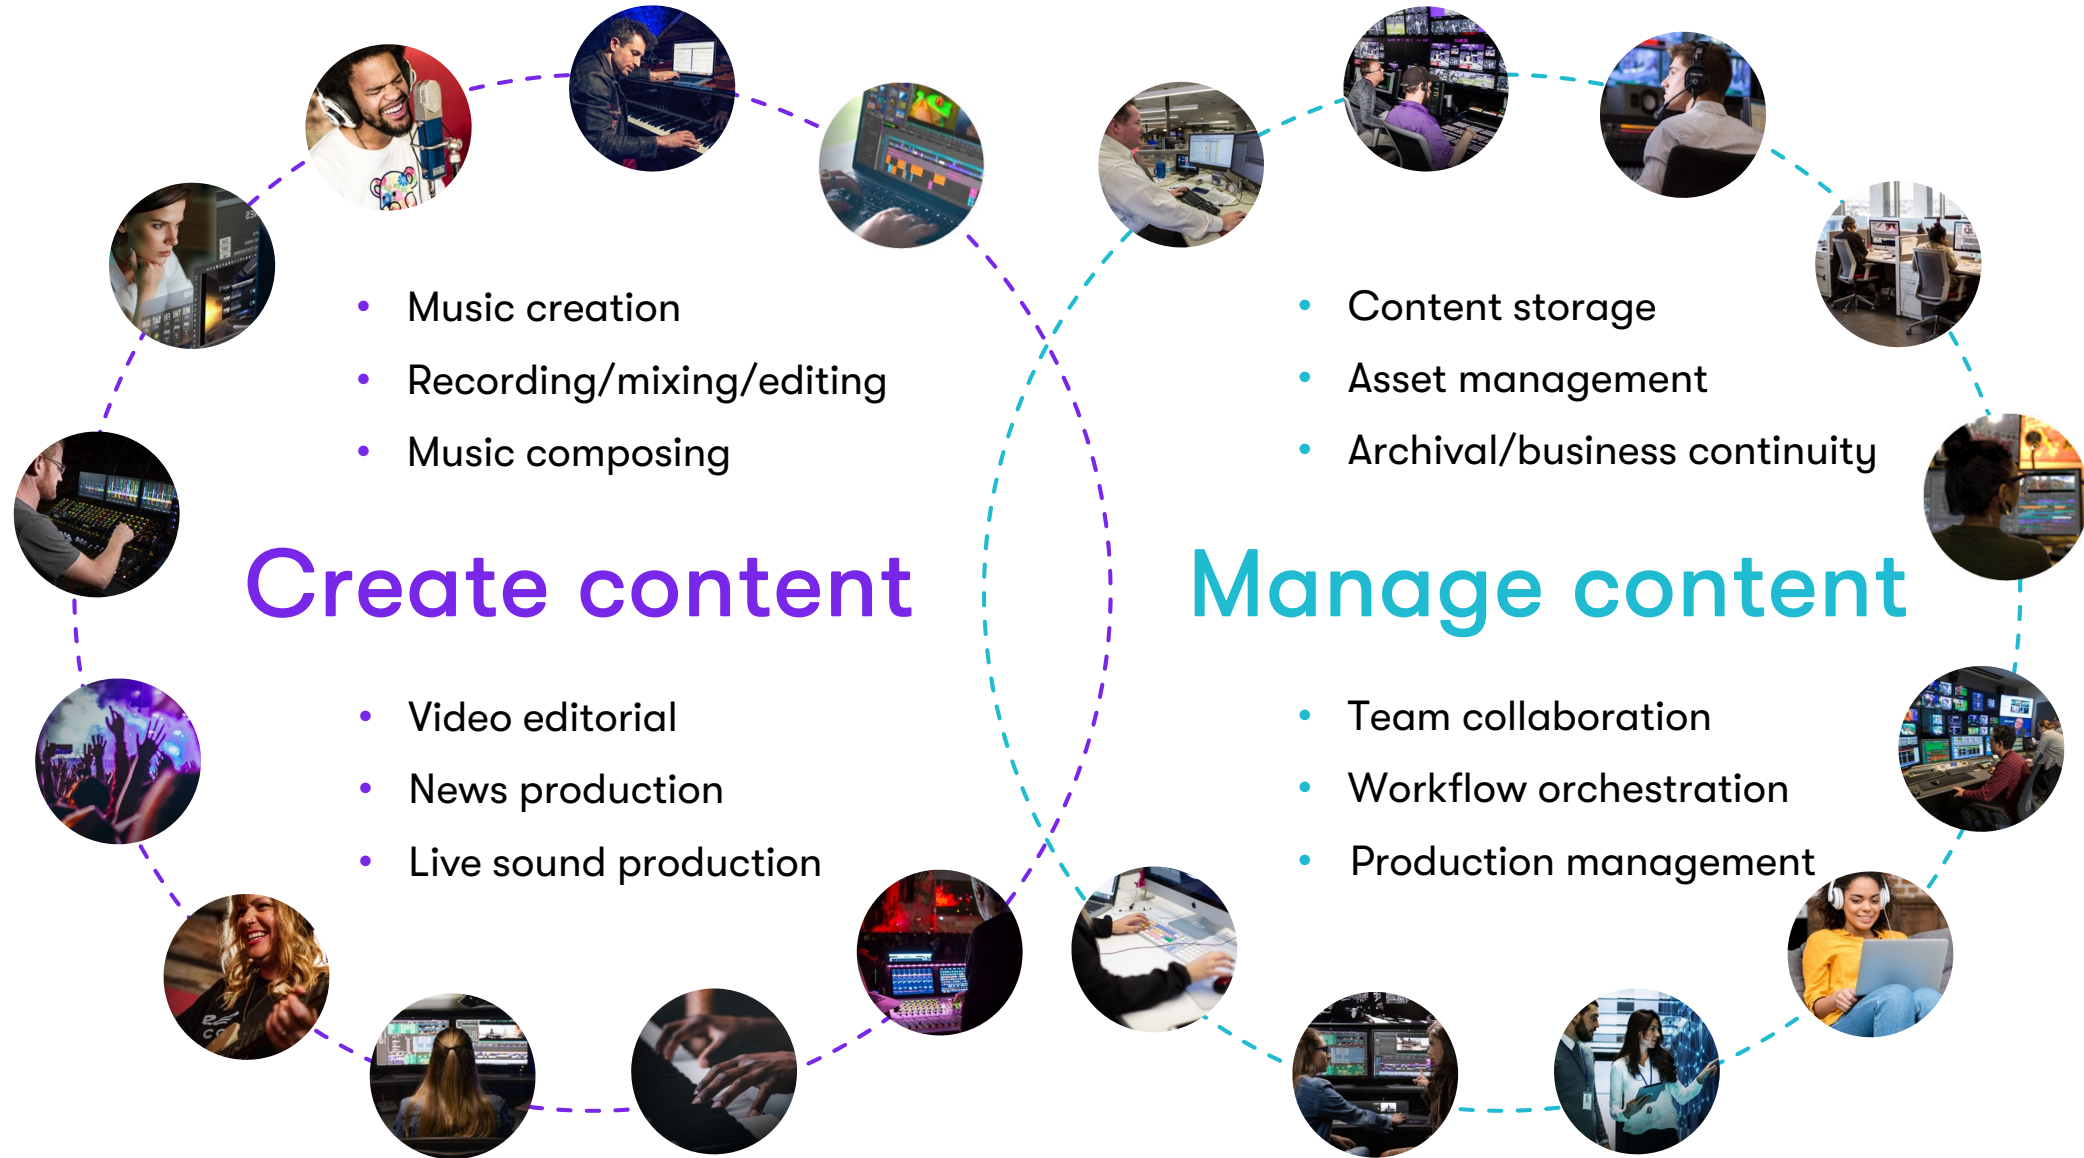 Music creation
Recording/mixing/editing
Music composing
Create content
Video editorial
News production
Live sound production
Content storage
Asset management
Archival/business continuity
Manage content
Team collaboration
Workflow orchestration
Production management